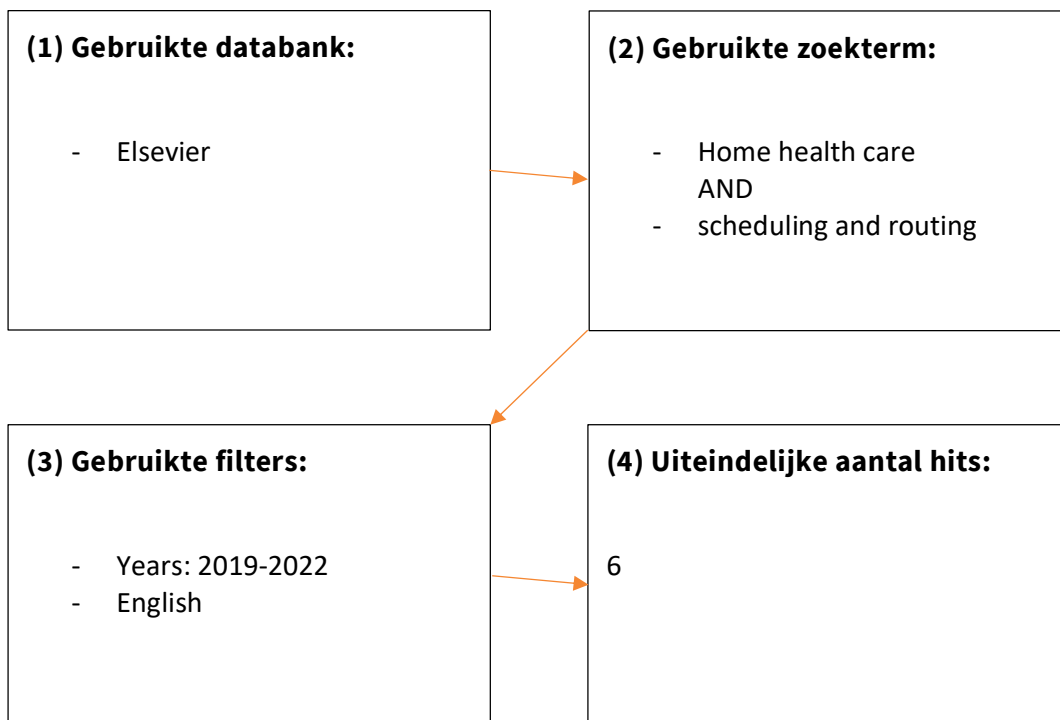 (1) Gebruikte databank:
- Elsevier
(2) Gebruikte zoekterm:
- Home health care
AND
- scheduling and routing
(3) Gebruikte filters:
- Years: 2019-2022
- English
(4) Uiteindelijke aantal hits:
6